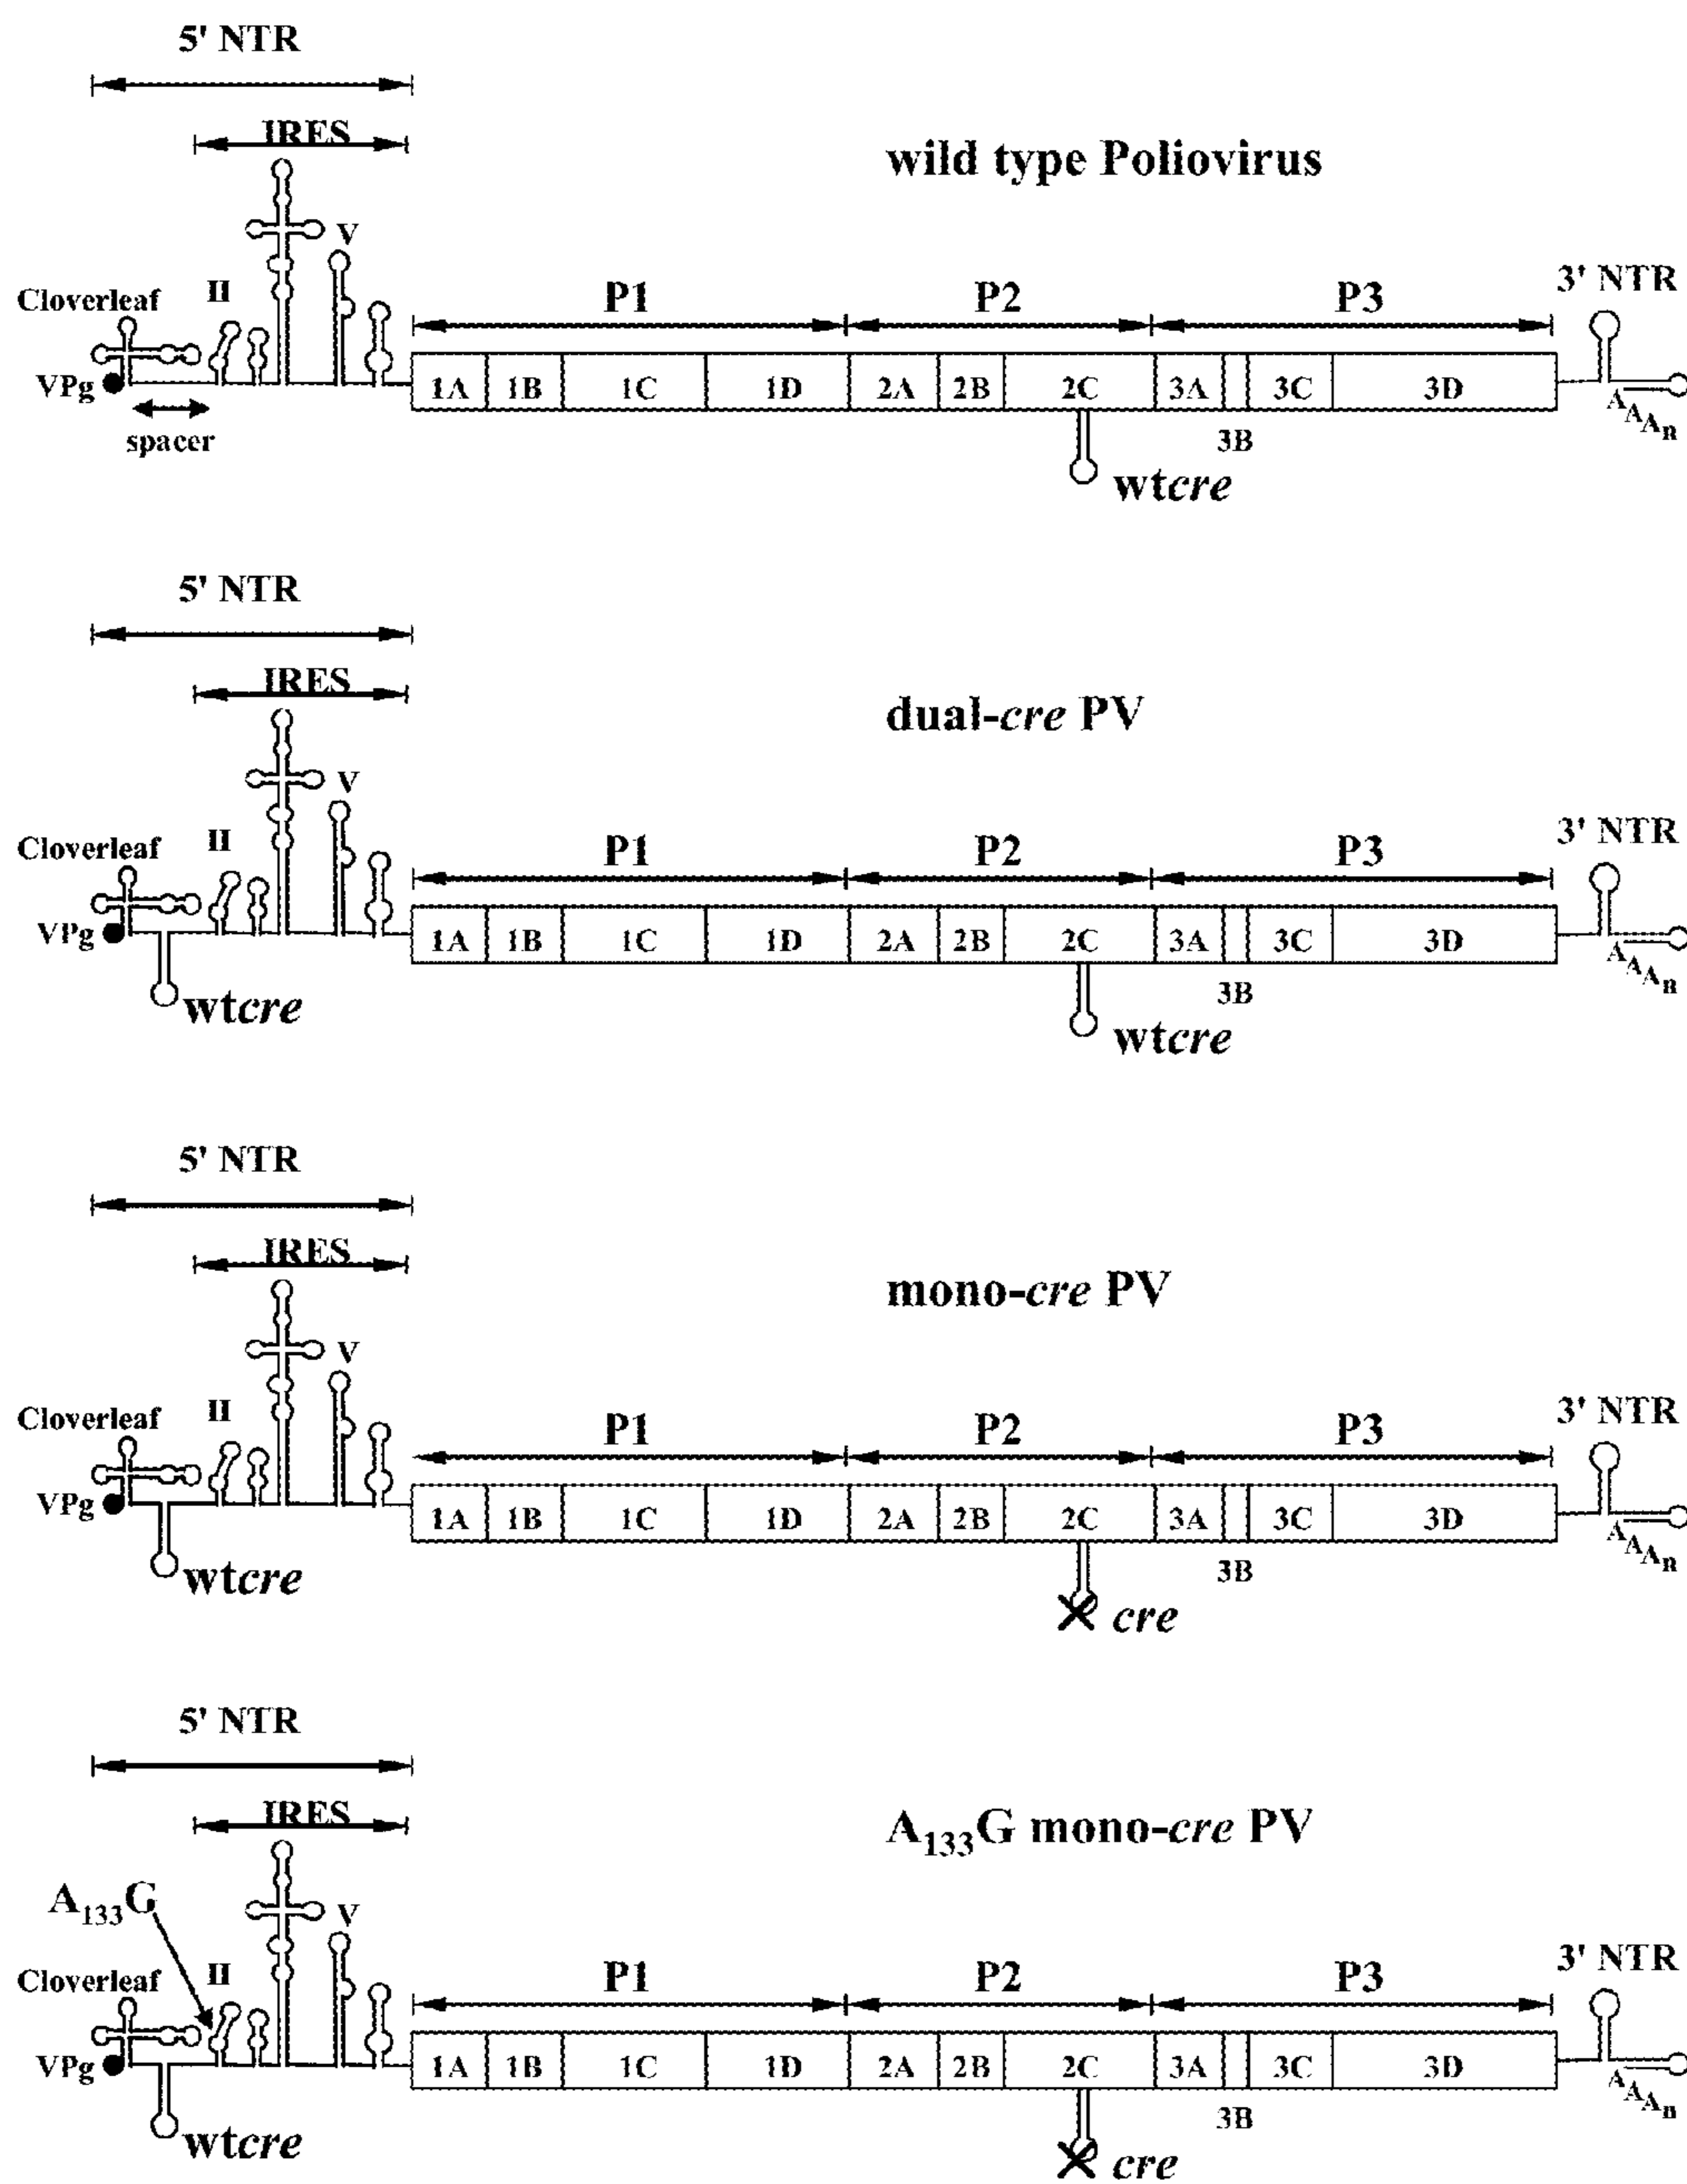 5' NTR
IRES
wild type Poliovirus
V
Cloverleaf II P1 P2 P3 3' NTR
VPg 1A 1B 1C 1D 2A 2B 2C 3A 3C 3D AAAn
spacer 3B
wtcre
5' NTR
IRES
dual-cre PV
V
Cloverleaf II P1 P2 P3 3' NTR
VPg 1A 1B 1C 1D 2A 2B 2C 3A 3C 3D AAAn
wtcre 3B
wtcre
5' NTR
IRES
mono-cre PV
V
Cloverleaf II P1 P2 P3 3' NTR
VPg 1A 1B 1C 1D 2A 2B 2C 3A 3C 3D AAAn
wtcre 3B
cre
5' NTR
IRES
A133G mono-cre PV
A133G V
Cloverleaf II P1 P2 P3 3' NTR
VPg 1A 1B 1C 1D 2A 2B 2C 3A 3C 3D AAAn
wtcre 3B
cre